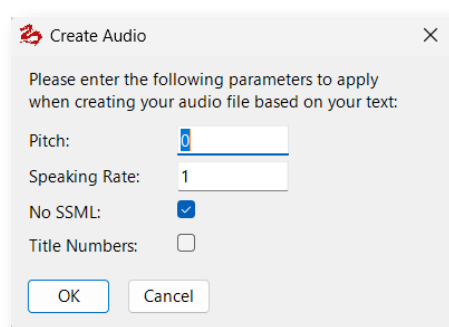 Create Audio
Please enter the following parameters to apply
when creating your audio file based on your text:
Pitch: 0
Speaking Rate: 1
No SSML:
Title Numbers:
OK Cancel